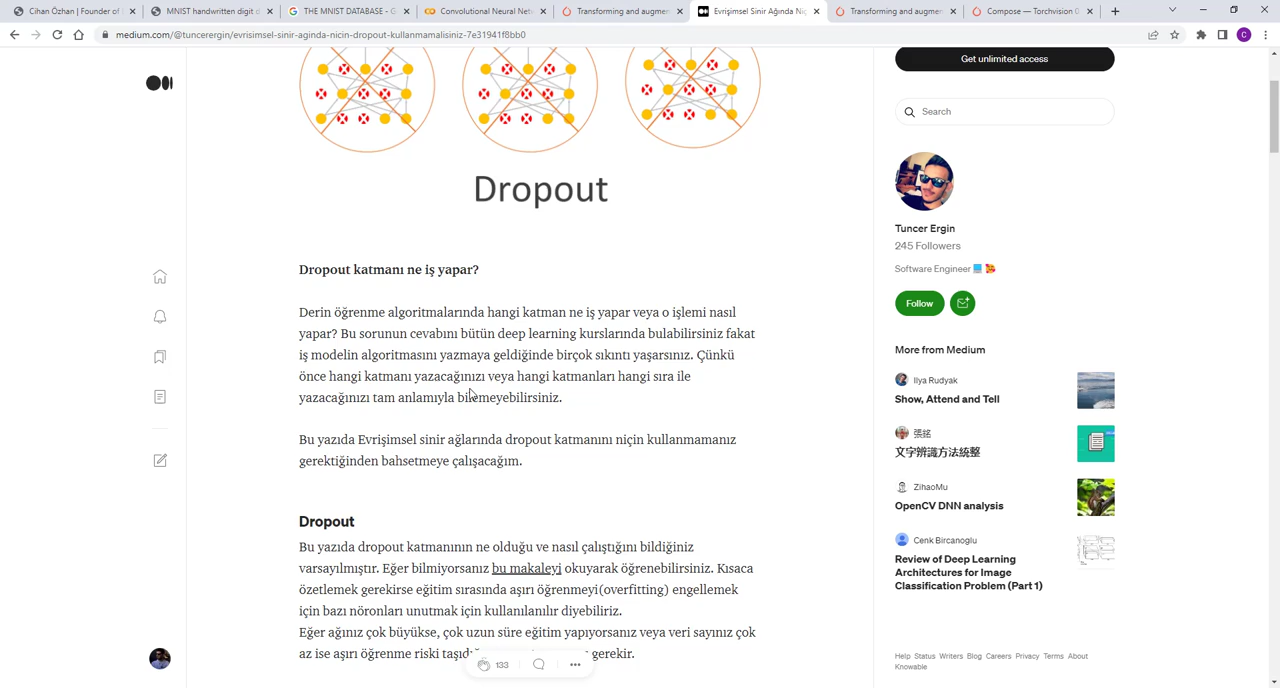 Cihan Özhan | Founder of
MNIST handwritten digit d
THE MNIST DATABASE - G
Convolutional Neural Net
Transforming and augmen
Evrişimsel Sinir Ağında Niç
Transforming and augmen
Compose — Torchvision 0.
medium.com/@tuncerergin/evrisimsel-sinir-aginda-nicin-dropout-kullanmamalisiniz-7e31941f8bb0
C
Dropout
Dropout katmanı ne iş yapar?
Derin öğrenme algoritmalarında hangi katman ne iş yapar veya o işlemi nasıl
yapar? Bu sorunun cevabını bütün deep learning kurslarında bulabilirsiniz fakat
iş modelin algoritmasını yazmaya geldiğinde birçok sıkıntı yaşarsınız. Çünkü
önce hangi katmanı yazacağınızı veya hangi katmanları hangi sıra ile
yazacağınızı tam anlamıyla bilemeyebilirsiniz.
Bu yazıda Evrişimsel sinir ağlarında dropout katmanını niçin kullanmamanız
gerektiğinden bahsetmeye çalışacağım.
Dropout
Bu yazıda dropout katmanının ne olduğu ve nasıl çalıştığını bildiğiniz
varsayılmıştır. Eğer bilmiyorsanız bu makaleyi okuyarak öğrenebilirsiniz. Kısaca
özetlemek gerekirse eğitim sırasında aşırı öğrenmeyi(overfitting) engellemek
için bazı nöronları unutmak için kullanılanılır diyebiliriz.
Eğer ağınız çok büyükse, çok uzun süre eğitim yapıyorsanız veya veri sayınız çok
az ise aşırı öğrenme riski gerekir.
133
Get unlimited access
Search
Tuncer Ergin
245 Followers
Software Engineer
Follow
More from Medium
Ilya Rudyak
Show, Attend and Tell
張銘
文字辨識方法統整
ZihaoMu
OpenCV DNN analysis
Cenk Bircanoglu
Review of Deep Learning
Architectures for Image
Classification Problem (Part 1)
Help Status Writers Blog Careers Privacy Terms About
Knowable